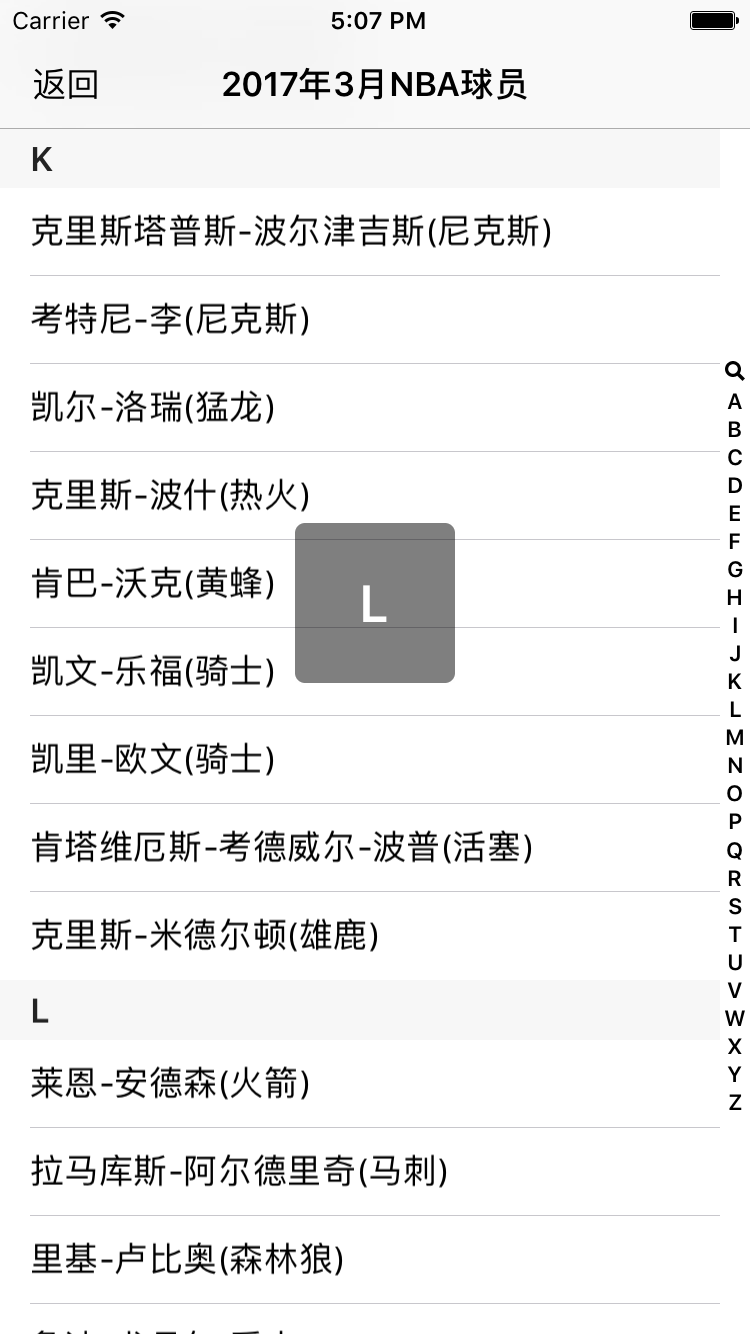 Carrier 5:07 PM
返回 2017年3月NBA球员
K
克里斯塔普斯-波尔津吉斯(尼克斯)
考特尼-李(尼克斯)
凯尔-洛瑞(猛龙)
克里斯-波什(热火)
肯巴-沃克(黄蜂)
L
凯文-乐福(骑士)
凯里-欧文(骑士)
肯塔维厄斯-考德威尔-波普(活塞)
克里斯-米德尔顿(雄鹿)
L
莱恩-安德森(火箭)
拉马库斯-阿尔德里奇(马刺)
里基-卢比奥(森林狼)
A
B
C
D
E
F
G
H
I
J
K
L
M
N
O
P
Q
R
S
T
U
V
W
X
Y
Z